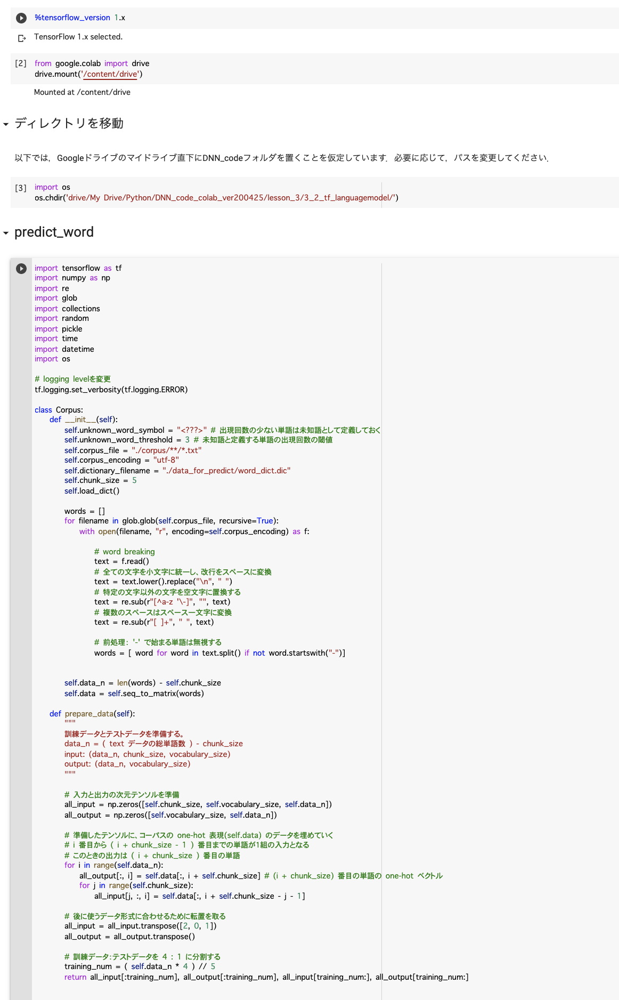 %tensorflow_version 1.x
TensorFlow 1.x selected.
[2] from google.colab import drive
drive.mount('/content/drive')
Mounted at /content/drive
ディレクトリを移動
以下では，Googleドライブのマイドライブ直下にDNN_codeフォルダを置くことを仮定しています．必要に応じて，パスを変更してください．
[3] import os
os.chdir('drive/My Drive/Python/DNN_code_colab_ver200425/lesson_3/3_2_tf_languagemodel/')
predict_word
import tensorflow as tf
import numpy as np
import re
import glob
import collections
import random
import pickle
import time
import datetime
import os
# logging levelを変更
tf.logging.set_verbosity(tf.logging.ERROR)
class Corpus:
def __init__(self):
self.unknown_word_symbol = "<???>" # 出現回数の少ない単語は未知語として定義しておく
self.unknown_word_threshold = 3 # 未知語と定義する単語の出現回数の閾値
self.corpus_file = "./corpus/**/*.txt"
self.corpus_encoding = "utf-8"
self.dictionary_filename = "./data_for_predict/word_dict.dic"
self.chunk_size = 5
self.load_dict()
words = []
for filename in glob.glob(self.corpus_file, recursive=True):
with open(filename, "r", encoding=self.corpus_encoding) as f:
# word breaking
text = f.read()
# 全ての文字を小文字に統一し、改行をスペースに変換
text = text.lower().replace("\n", " ")
# 特定の文字以外の文字を空文字に置換する
text = re.sub(r"[^a-z '\-]", "", text)
# 複数のスペースはスペース一文字に変換
text = re.sub(r"[ ]+", " ", text)
# 前処理： '-' で始まる単語は無視する
words = [ word for word in text.split() if not word.startswith("-")]
self.data_n = len(words) - self.chunk_size
self.data = self.seq_to_matrix(words)
def prepare_data(self):
"""
訓練データとテストデータを準備する。
data_n = ( text データの総単語数 ) - chunk_size
input: (data_n, chunk_size, vocabulary_size)
output: (data_n, vocabulary_size)
"""
# 入力と出力の次元テンソルを準備
all_input = np.zeros([self.chunk_size, self.vocabulary_size, self.data_n])
all_output = np.zeros([self.vocabulary_size, self.data_n])
# 準備したテンソルに、コーパスの one-hot 表現(self.data) のデータを埋めていく
# i 番目から ( i + chunk_size - 1 ) 番目までの単語が1組の入力となる
# このときの出力は ( i + chunk_size ) 番目の単語
for i in range(self.data_n):
all_output[:, i] = self.data[:, i + self.chunk_size] # (i + chunk_size) 番目の単語の one-hot ベクトル
for j in range(self.chunk_size):
all_input[j, :, i] = self.data[:, i + self.chunk_size - j - 1]
# 後に使うデータ形式に合わせるために転置を取る
all_input = all_input.transpose([2, 0, 1])
all_output = all_output.transpose()
# 訓練データ：テストデータを 4 : 1 に分割する
training_num = ( self.data_n * 4 ) // 5
return all_input[:training_num], all_output[:training_num], all_input[training_num:], all_output[training_num:]